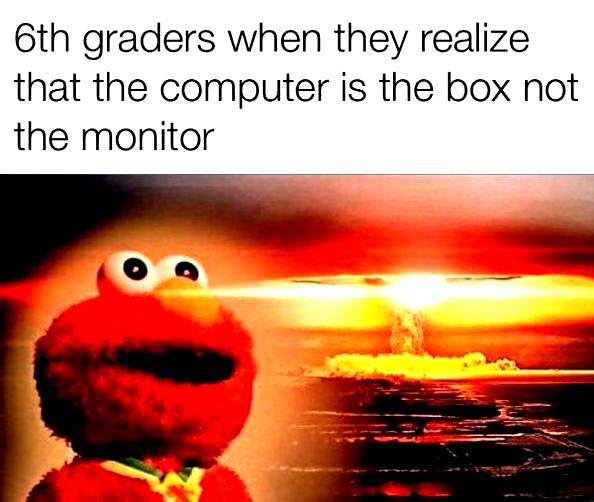 6th graders when they realize
that the computer is the box not
the monitor